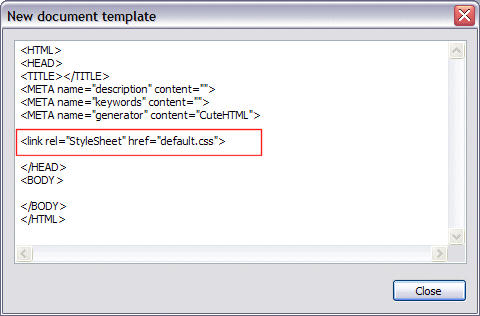 New document template
<HTML>
<HEAD>
<TITLE></TITLE>
<META name="description" content="">
<META name="keywords" content="">
<META name="generator" content="CuteHTML">
<link rel="StyleSheet" href="default.css">
</HEAD>
<BODY>
</BODY>
</HTML>
Close